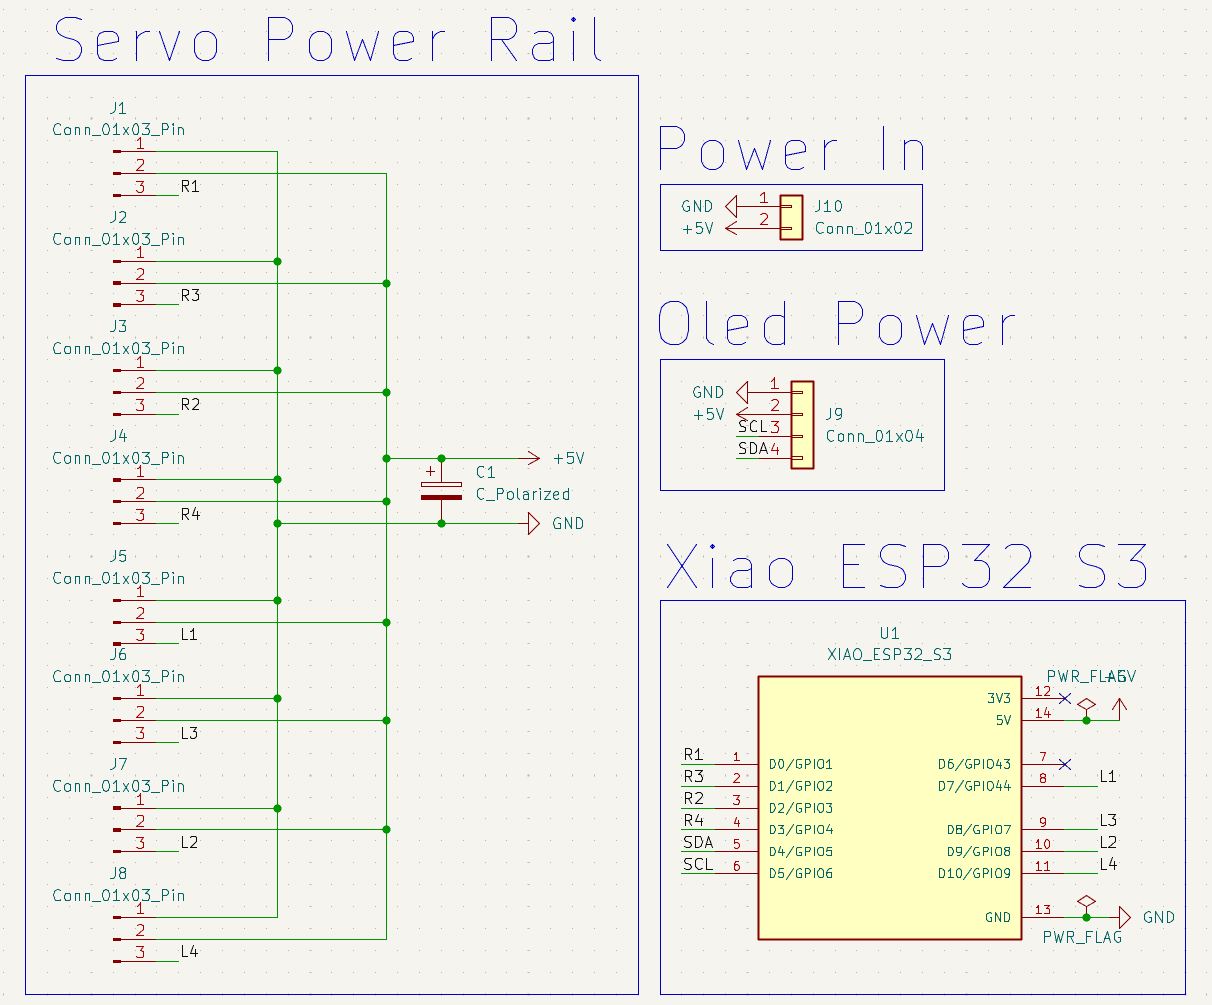 Servo Power Rail
J1
Conn_01x03_Pin
1
2
3 R1
J2
Conn_01x03_Pin
1
2
3 R3
J3
Conn_01x03_Pin
1
2
3 R2
J4
Conn_01x03_Pin
1
2
3 R4
J5
Conn_01x03_Pin
1
2
3 L1
J6
Conn_01x03_Pin
1
2
3 L3
J7
Conn_01x03_Pin
1
2
3 L2
J8
Conn_01x03_Pin
1
2
3 L4
+5V
+ C1
C_Polarized
GND
Power In
GND 1 J10
+5V 2 Conn_01x02
Oled Power
GND 1
+5V 2 J9
SCL 3 Conn_01x04
SDA 4
Xiao ESP32 S3
U1
XIAO_ESP32_S3
PWR_FLAG +5V
3V3 12
5V 14
R1 1 D0/GPIO1 D6/GPIO43 7
R3 2 D1/GPIO2 D7/GPIO44 8 L1
R2 3 D2/GPIO3
R4 4 D3/GPIO4 D8/GPIO7 9 L3
SDA 5 D4/GPIO5 D9/GPIO8 10 L2
SCL 6 D5/GPIO6 D10/GPIO9 11 L4
GND 13 GND
PWR_FLAG